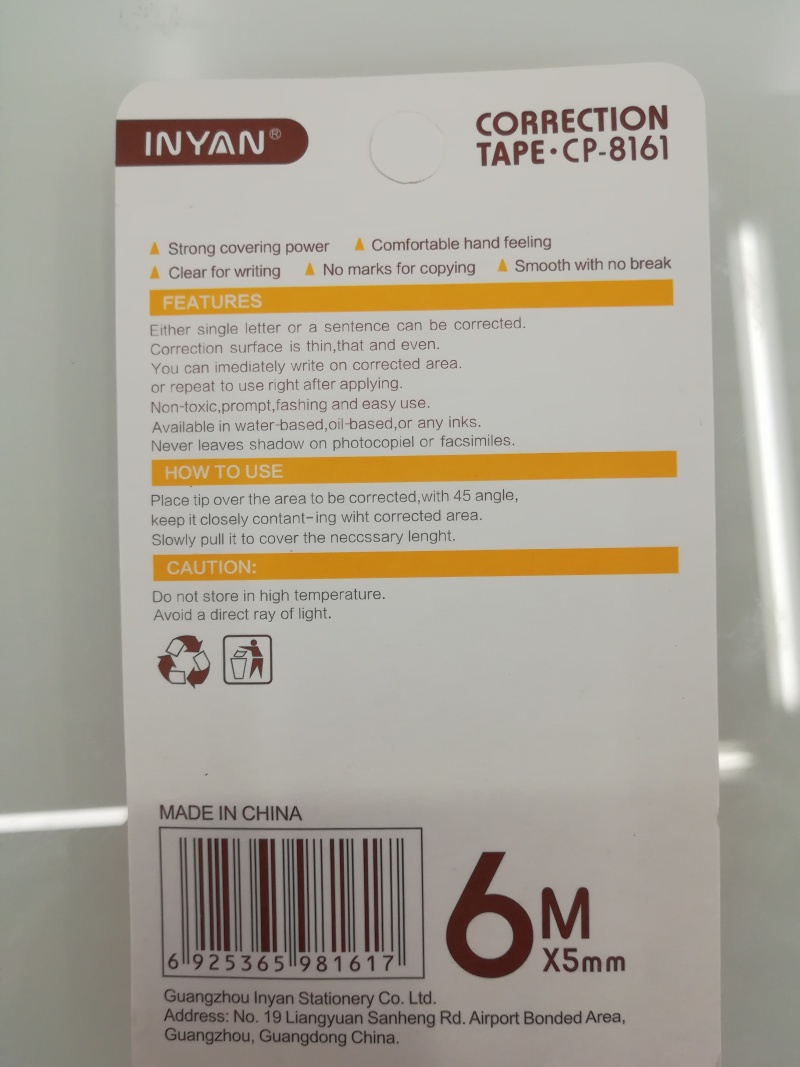 INYAN®
CORRECTION
TAPE·CP-8161
Strong covering power Comfortable hand feeling
Clear for writing No marks for copying Smooth with no break
FEATURES
Either single letter or a sentence can be corrected.
Correction surface is thin,that and even.
You can imediately write on corrected area.
or repeat to use right after applying.
Non-toxic,prompt,fashing and easy use.
Available in water-based,oil-based,or any inks.
Never leaves shadow on photocopiel or facsimiles.
HOW TO USE
Place tip over the area to be corrected,with 45 angle,
keep it closely contant-ing wiht corrected area.
Slowly pull it to cover the neccssary lenght.
CAUTION:
Do not store in high temperature.
Avoid a direct ray of light.
MADE IN CHINA
6 925365 981617
6M
X5mm
Guangzhou Inyan Stationery Co. Ltd.
Address: No. 19 Liangyuan Sanheng Rd. Airport Bonded Area,
Guangzhou, Guangdong China.